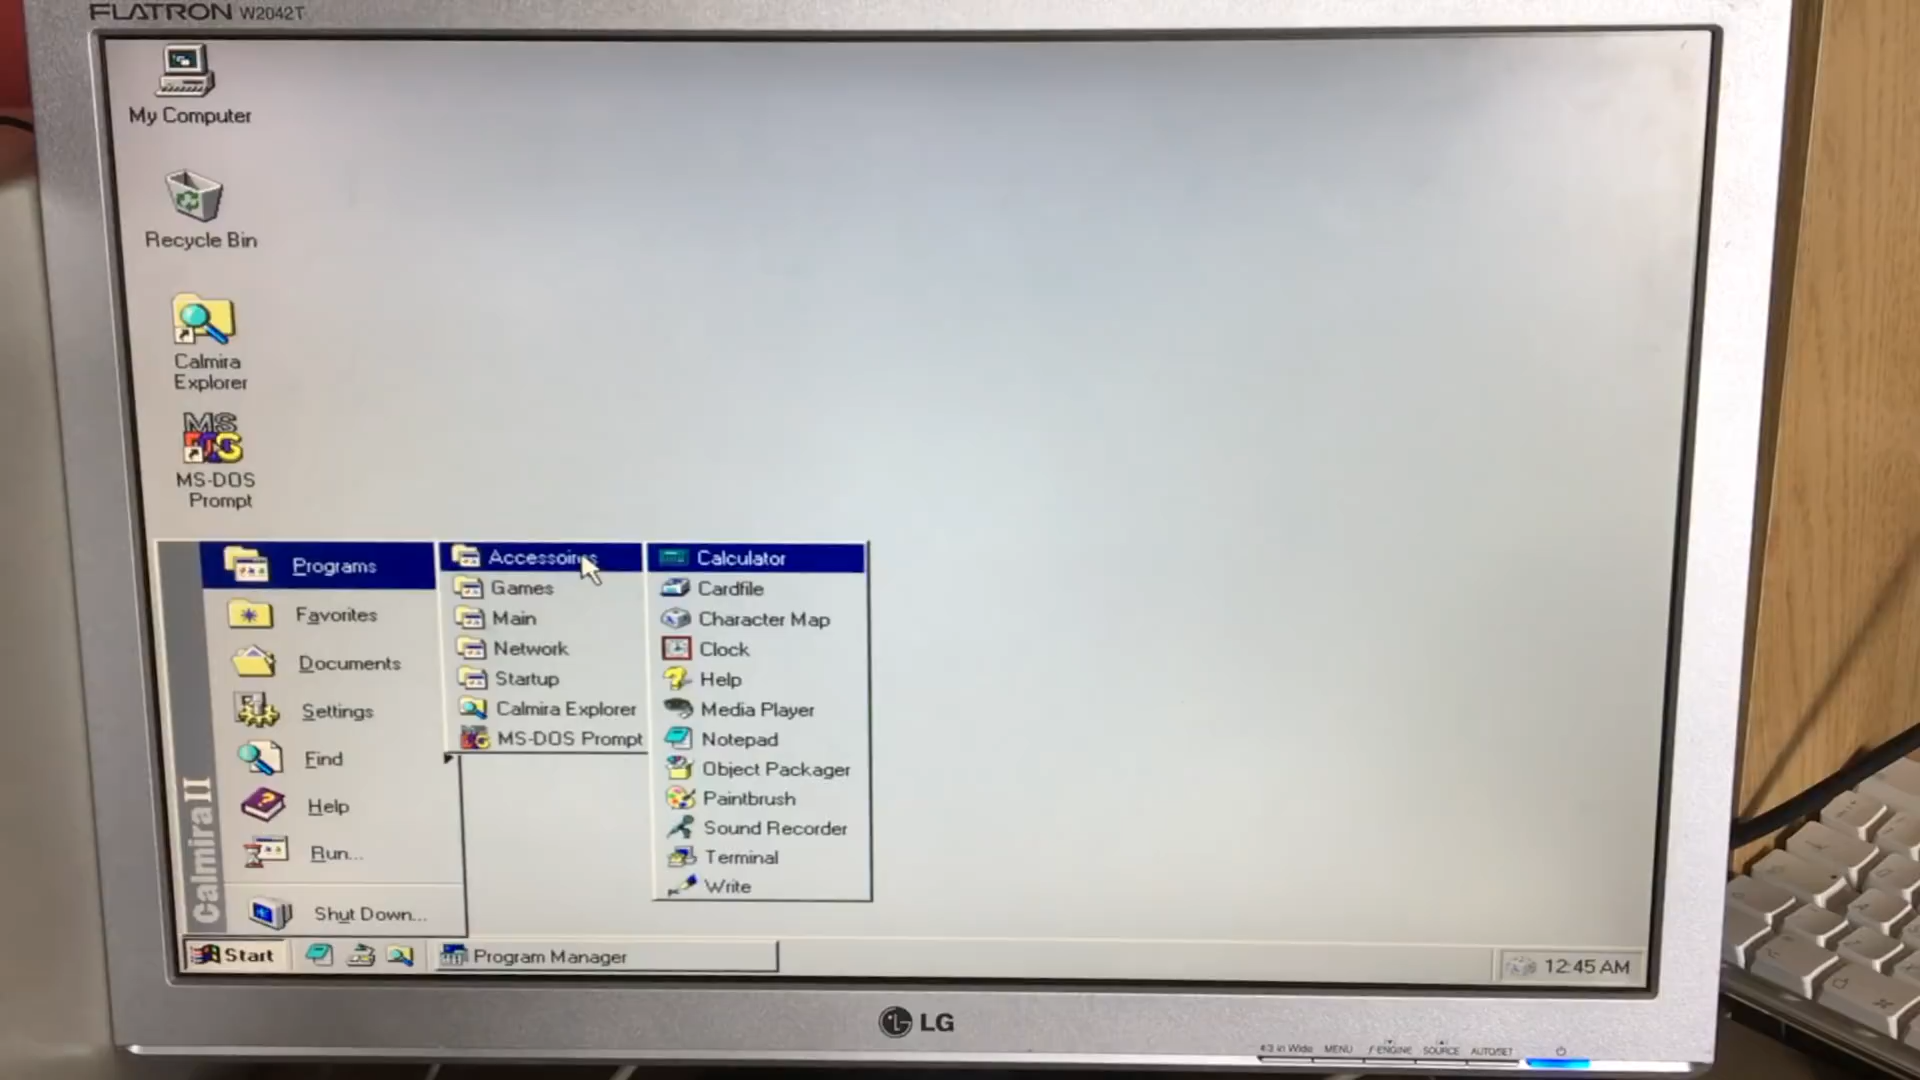 FLATRON W2042T
My Computer
Recycle Bin
Calmira
Explorer
MS
DOS
MS-DOS
Prompt
Programs
Favorites
Documents
Settings
Find
Help
Run...
Shut Down...
Calmira II
Accessoires
Games
Main
Network
Startup
Calmira Explorer
MS-DOS Prompt
Calculator
Cardfile
Character Map
Clock
Help
Media Player
Notepad
Object Packager
Paintbrush
Sound Recorder
Terminal
Write
Start
Program Manager
12:45 AM
LG
4:3 in Wide MENU f·ENGINE SOURCE AUTO/SET